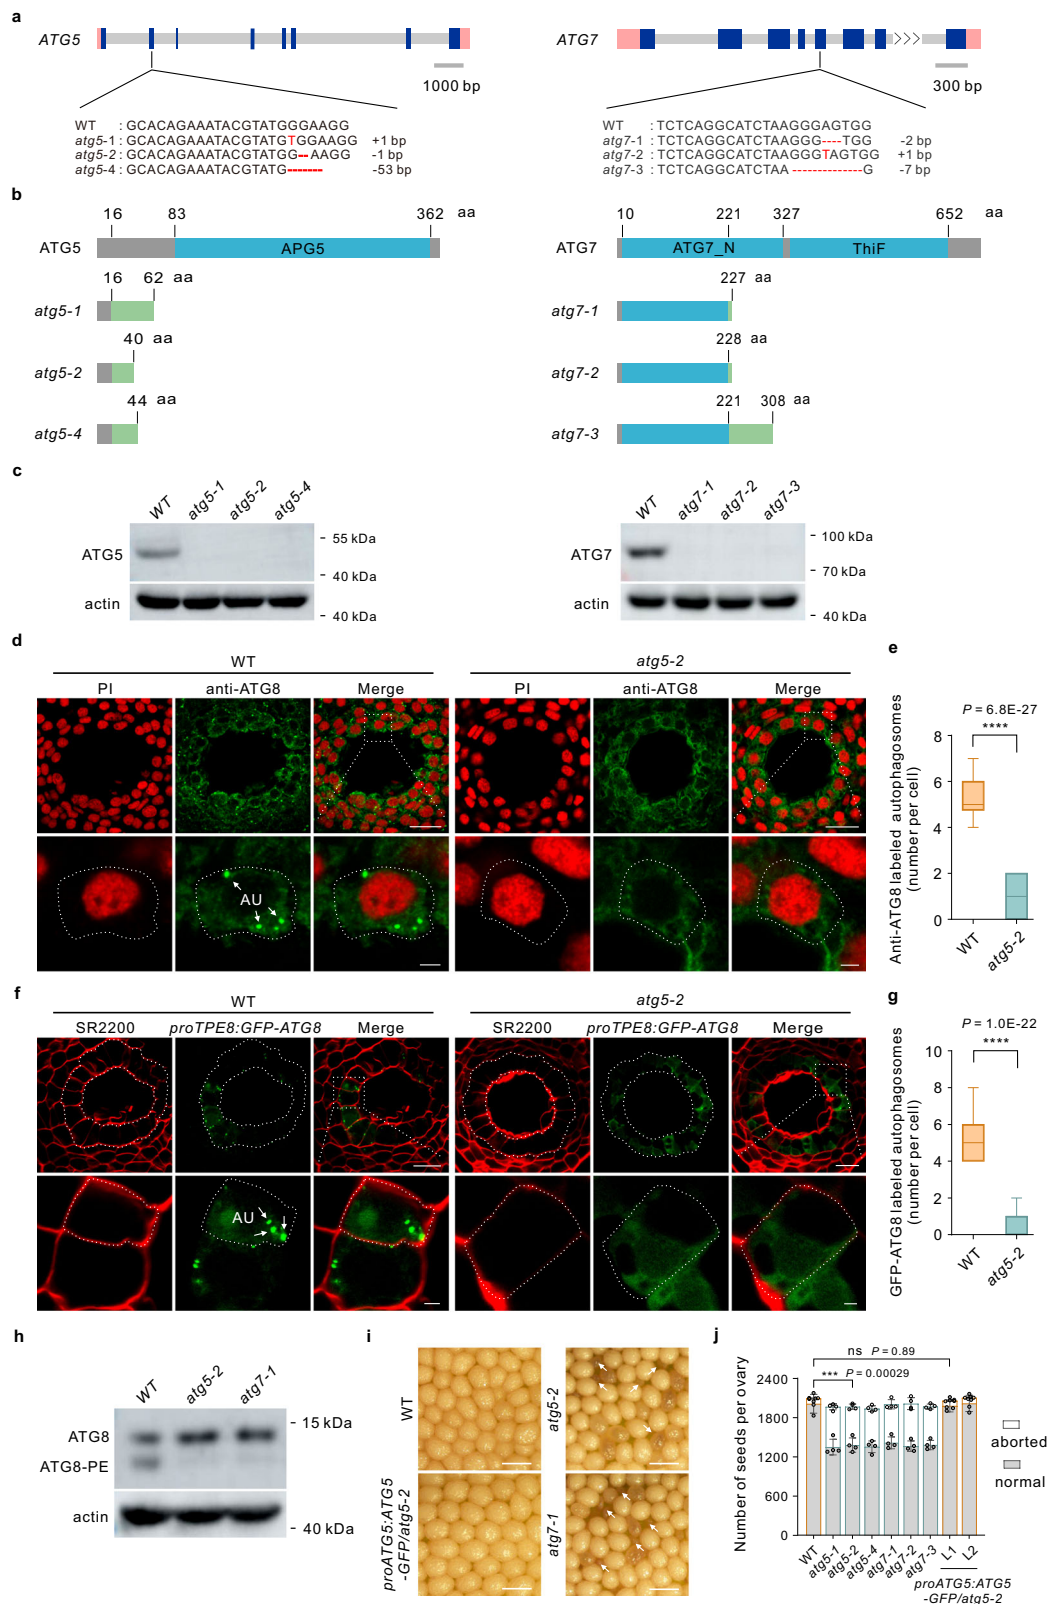 a
ATG5
1000 bp
WT : GCACAGAAATACGTATGGGAAGG
atg5-1 : GCACAGAAATACGTATGTGGAAGG +1 bp
atg5-2 : GCACAGAAATACGTATGG--AAGG -1 bp
atg5-4 : GCACAGAAATACGTATG------- -53 bp
ATG7
>>>
300 bp
WT : TCTCAGGCATCTAAGGGAGTGG
atg7-1 : TCTCAGGCATCTAAGGG----TGG -2 bp
atg7-2 : TCTCAGGCATCTAAGGGTAGTGG +1 bp
atg7-3 : TCTCAGGCATCTAA--------------G -7 bp
b
16 83 362 aa
ATG5 APG5
16 62 aa
atg5-1
40 aa
atg5-2
44 aa
atg5-4
10 221 327 652 aa
ATG7 ATG7_N ThiF
227 aa
atg7-1
228 aa
atg7-2
221 308 aa
atg7-3
c
WT atg5-1 atg5-2 atg5-4
ATG5
- 55 kDa
- 40 kDa
actin
- 40 kDa
WT atg7-1 atg7-2 atg7-3
ATG7
- 100 kDa
- 70 kDa
actin
- 40 kDa
d
WT
PI anti-ATG8 Merge
AU
atg5-2
PI anti-ATG8 Merge
e
P = 6.8E-27
****
Anti-ATG8 labeled autophagosomes
(number per cell)
8
6
4
2
0
WT atg5-2
f
WT
SR2200 proTPE8:GFP-ATG8 Merge
AU
atg5-2
SR2200 proTPE8:GFP-ATG8 Merge
g
P = 1.0E-22
****
GFP-ATG8 labeled autophagosomes
(number per cell)
10
8
6
4
2
0
WT atg5-2
h
WT atg5-2 atg7-1
- 15 kDa
ATG8
ATG8-PE
actin
- 40 kDa
i
WT
atg5-2
proATG5:ATG5
-GFP/atg5-2
atg7-1
j
ns P = 0.89
*** P = 0.00029
Number of seeds per ovary
2400
1800
1200
600
0
aborted
normal
WT atg5-1 atg5-2 atg5-4 atg7-1 atg7-2 atg7-3 L1 L2
proATG5:ATG5
-GFP/atg5-2